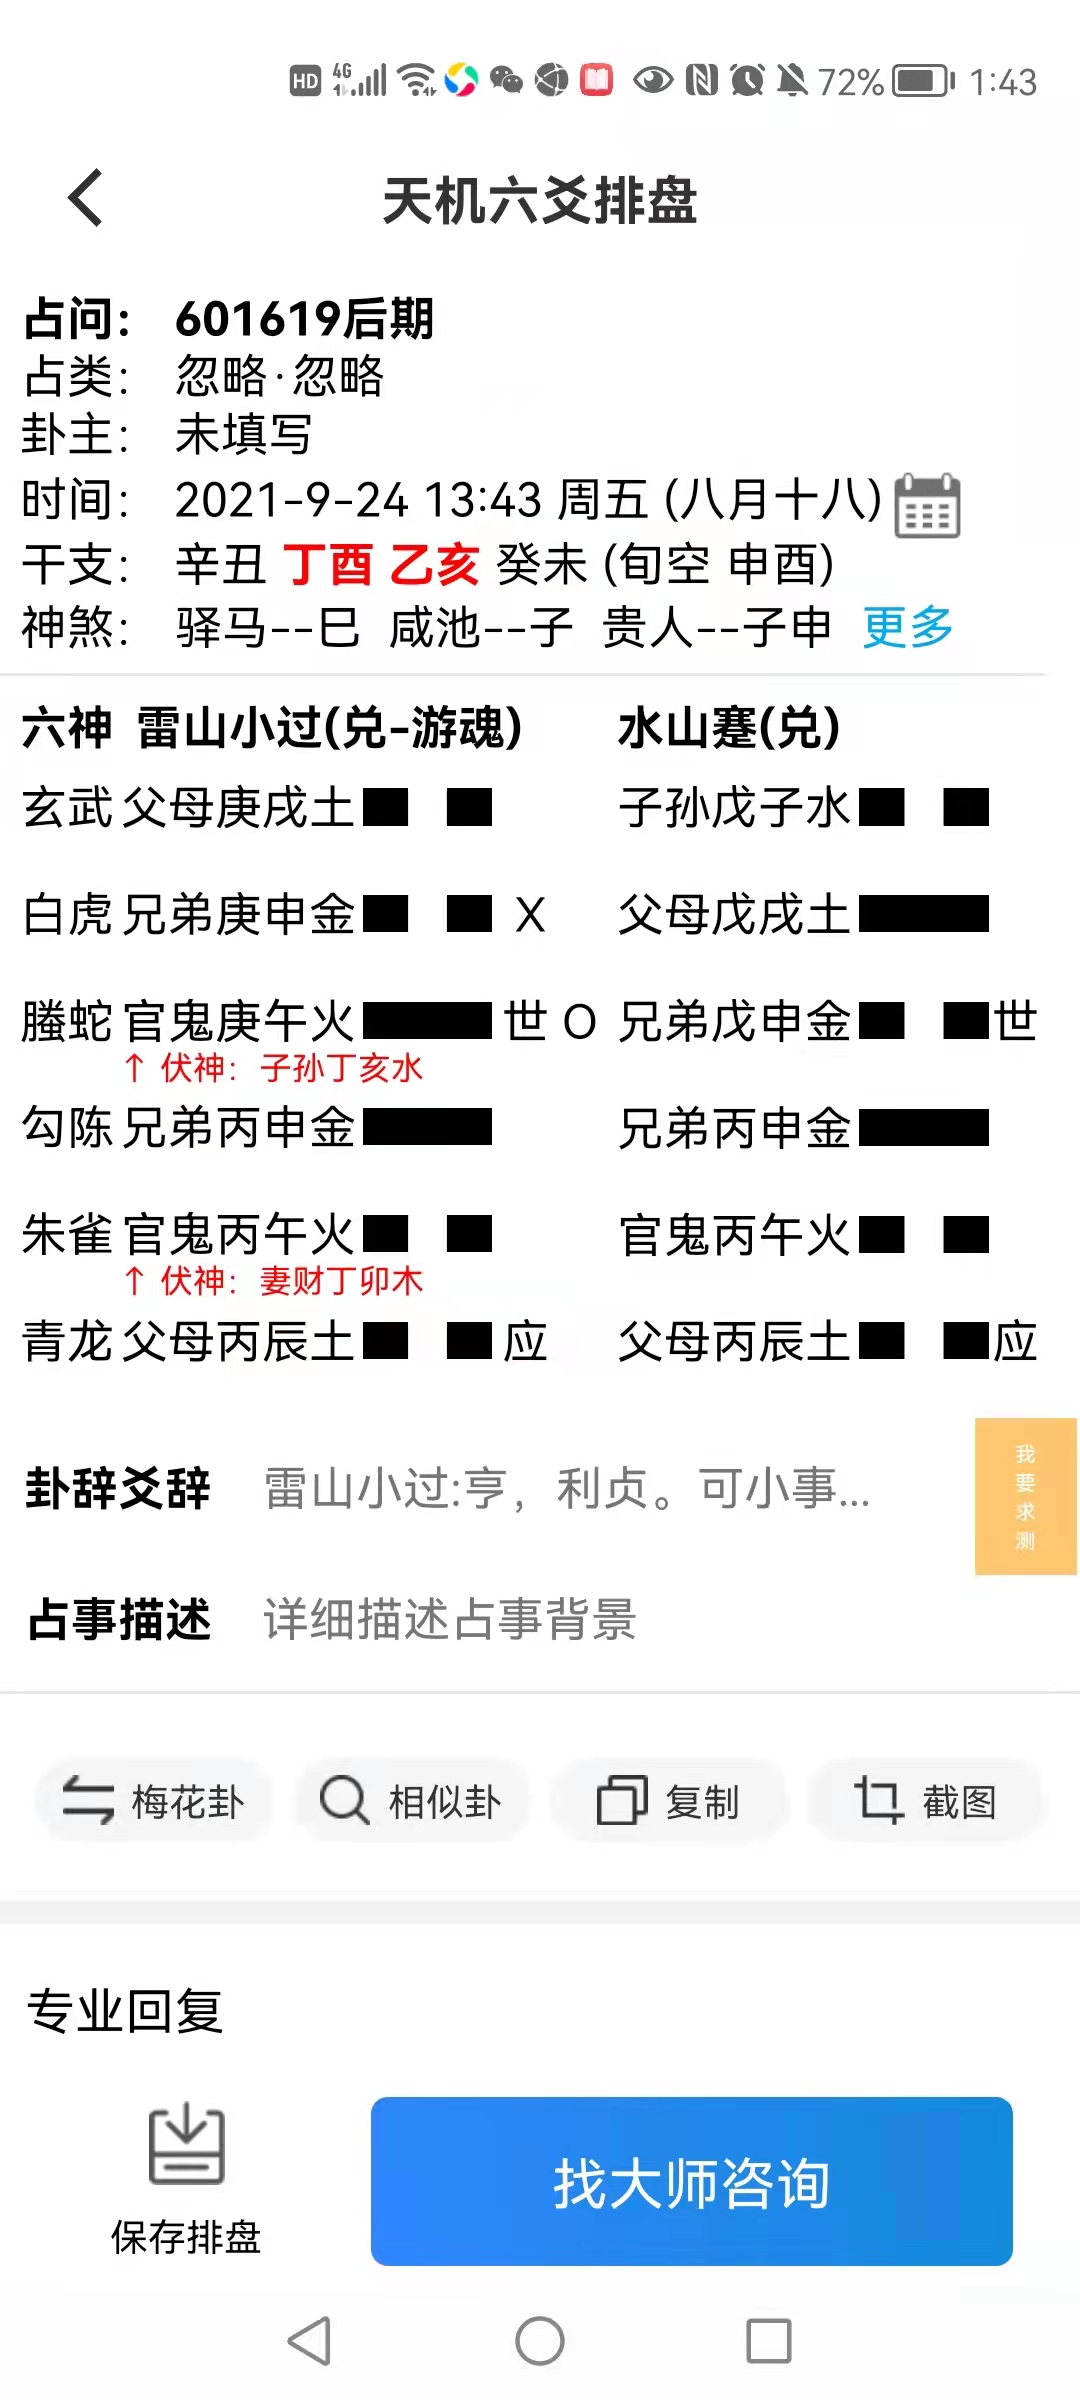 HD 4G 72% 1:43
天机六爻排盘
占问： 601619后期
占类： 忽略·忽略
卦主： 未填写
时间： 2021-9-24 13:43 周五 (八月十八)
干支： 辛丑 丁酉 乙亥 癸未 (旬空 申酉)
神煞： 驿马--巳 咸池--子 贵人--子申 更多
六神 雷山小过(兑-游魂) 水山蹇(兑)
玄武 父母庚戌土 子孙戊子水
白虎 兄弟庚申金 X 父母戊戌土
螣蛇 官鬼庚午火 世 O 兄弟戊申金 世
↑ 伏神：子孙丁亥水
勾陈 兄弟丙申金 兄弟丙申金
朱雀 官鬼丙午火 官鬼丙午火
↑ 伏神：妻财丁卯木
青龙 父母丙辰土 应 父母丙辰土 应
我要求测
卦辞爻辞 雷山小过:亨，利贞。可小事...
占事描述 详细描述占事背景
梅花卦 相似卦 复制 截图
专业回复
保存排盘 找大师咨询